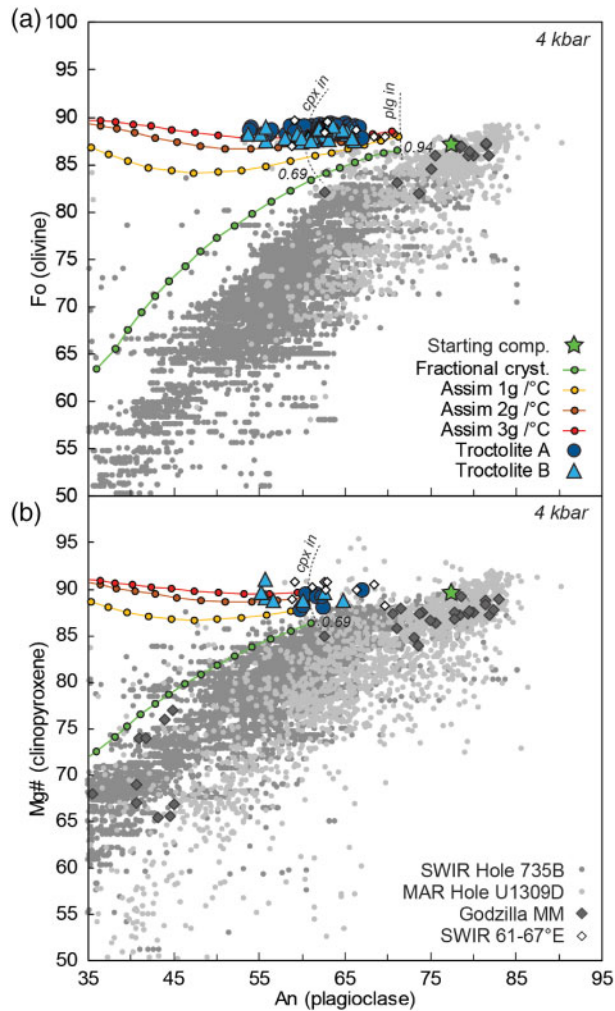 (a)
4 kbar
100
95
90
85
80
75
70
65
60
55
50
Fo (olivine)
cpx in
plg in
0.94
0.69
Starting comp.
Fractional cryst.
Assim 1g /°C
Assim 2g /°C
Assim 3g /°C
Troctolite A
Troctolite B
(b)
4 kbar
95
90
85
80
75
70
65
60
55
50
Mg# (clinopyroxene)
cpx in
0.69
SWIR Hole 735B
MAR Hole U1309D
Godzilla MM
SWIR 61-67°E
35 45 55 65 75 85 95
An (plagioclase)